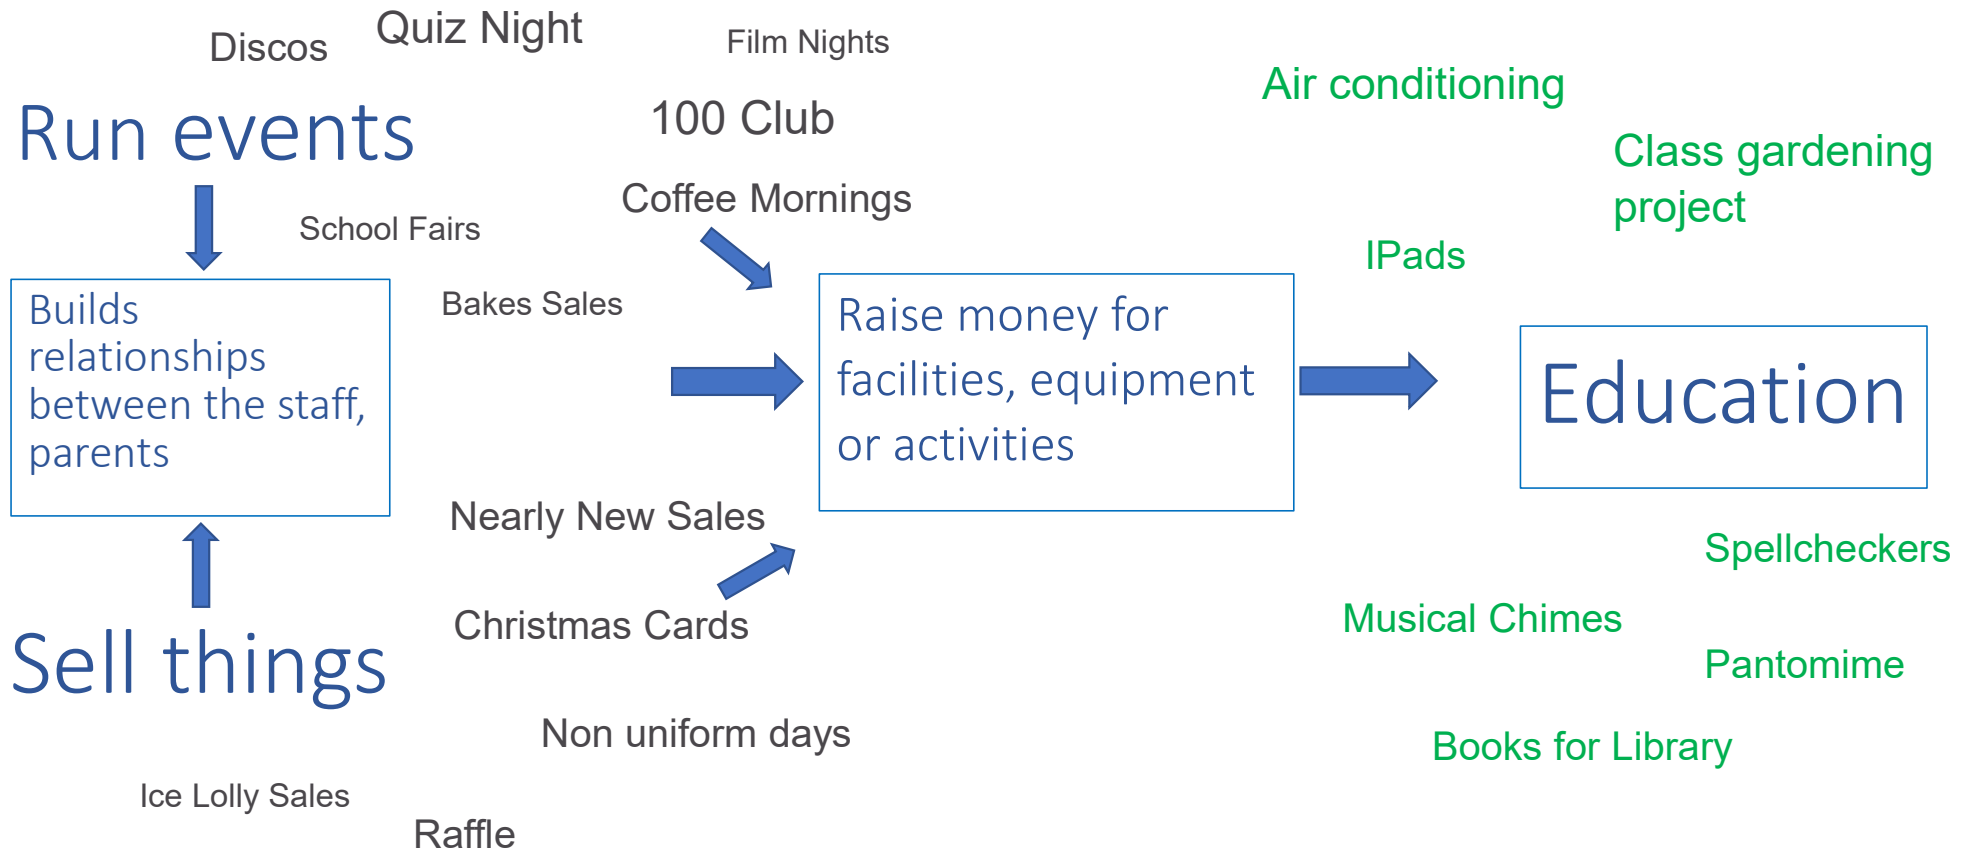 Discos
Quiz Night
Film Nights
Run events
100 Club
Coffee Mornings
School Fairs
Bakes Sales
Builds
relationships
between the staff,
parents
Raise money for
facilities, equipment
or activities
Nearly New Sales
Christmas Cards
Sell things
Non uniform days
Ice Lolly Sales
Raffle
Air conditioning
Class gardening
project
IPads
Education
Spellcheckers
Musical Chimes
Pantomime
Books for Library